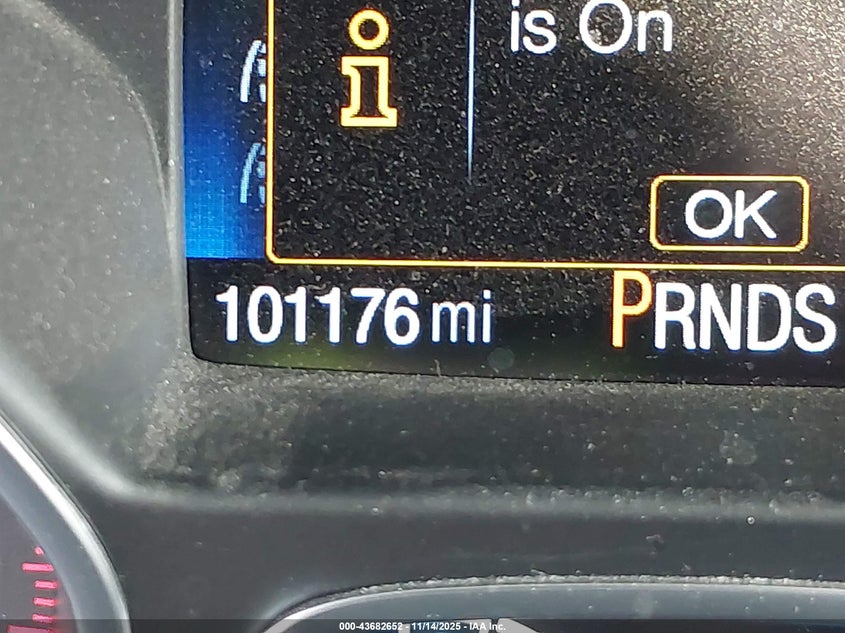 is On
OK
101176 mi
PRNDS
000-43682652 - 11/14/2025 - IAA Inc.